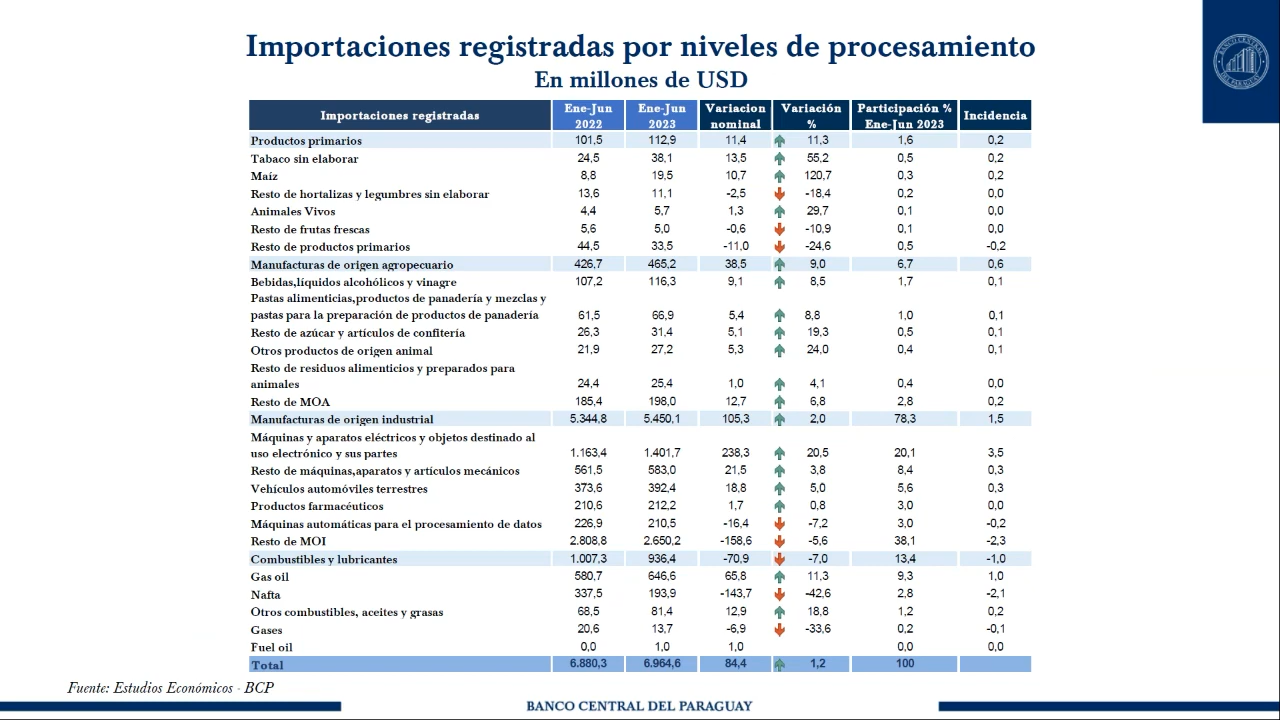 Importaciones registradas por niveles de procesamiento
En millones de USD
BANCO CENTRAL DEL PARAGUAY
Importaciones registradas Ene-Jun 2022 Ene-Jun 2023 Variacion nominal Variación % Participación % Ene-Jun 2023 Incidencia
Productos primarios 101,5 112,9 11,4 11,3 1,6 0,2
Tabaco sin elaborar 24,5 38,1 13,5 55,2 0,5 0,2
Maíz 8,8 19,5 10,7 120,7 0,3 0,2
Resto de hortalizas y legumbres sin elaborar 13,6 11,1 -2,5 -18,4 0,2 0,0
Animales Vivos 4,4 5,7 1,3 29,7 0,1 0,0
Resto de frutas frescas 5,6 5,0 -0,6 -10,9 0,1 0,0
Resto de productos primarios 44,5 33,5 -11,0 -24,6 0,5 -0,2
Manufacturas de origen agropecuario 426,7 465,2 38,5 9,0 6,7 0,6
Bebidas,líquidos alcohólicos y vinagre 107,2 116,3 9,1 8,5 1,7 0,1
Pastas alimenticias,productos de panadería y mezclas y
pastas para la preparación de productos de panadería 61,5 66,9 5,4 8,8 1,0 0,1
Resto de azúcar y artículos de confitería 26,3 31,4 5,1 19,3 0,5 0,1
Otros productos de origen animal 21,9 27,2 5,3 24,0 0,4 0,1
Resto de residuos alimenticios y preparados para
animales 24,4 25,4 1,0 4,1 0,4 0,0
Resto de MOA 185,4 198,0 12,7 6,8 2,8 0,2
Manufacturas de origen industrial 5.344,8 5.450,1 105,3 2,0 78,3 1,5
Máquinas y aparatos eléctricos y objetos destinado al
uso electrónico y sus partes 1.163,4 1.401,7 238,3 20,5 20,1 3,5
Resto de máquinas,aparatos y artículos mecánicos 561,5 583,0 21,5 3,8 8,4 0,3
Vehículos automóviles terrestres 373,6 392,4 18,8 5,0 5,6 0,3
Productos farmacéuticos 210,6 212,2 1,7 0,8 3,0 0,0
Máquinas automáticas para el procesamiento de datos 226,9 210,5 -16,4 -7,2 3,0 -0,2
Resto de MOI 2.808,8 2.650,2 -158,6 -5,6 38,1 -2,3
Combustibles y lubricantes 1.007,3 936,4 -70,9 -7,0 13,4 -1,0
Gas oil 580,7 646,6 65,8 11,3 9,3 1,0
Nafta 337,5 193,9 -143,7 -42,6 2,8 -2,1
Otros combustibles, aceites y grasas 68,5 81,4 12,9 18,8 1,2 0,2
Gases 20,6 13,7 -6,9 -33,6 0,2 -0,1
Fuel oil 0,0 1,0 1,0 0,0 0,0
Total 6.880,3 6.964,6 84,4 1,2 100
Fuente: Estudios Económicos - BCP
BANCO CENTRAL DEL PARAGUAY